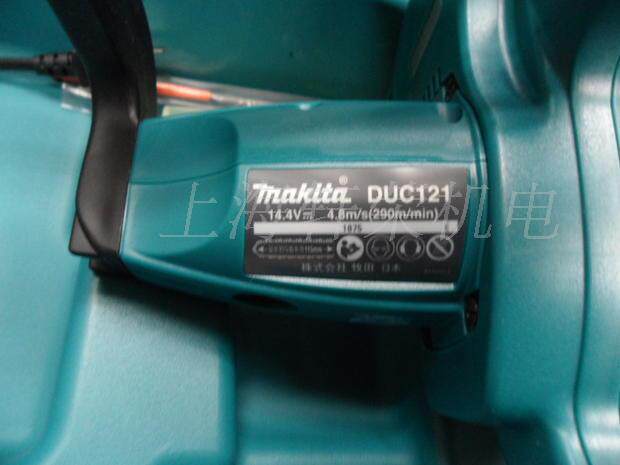 makita® DUC121
14.4V⎓ 4.8m/s(290m/min)
1875
株式会社 牧田 日本
上海 机电